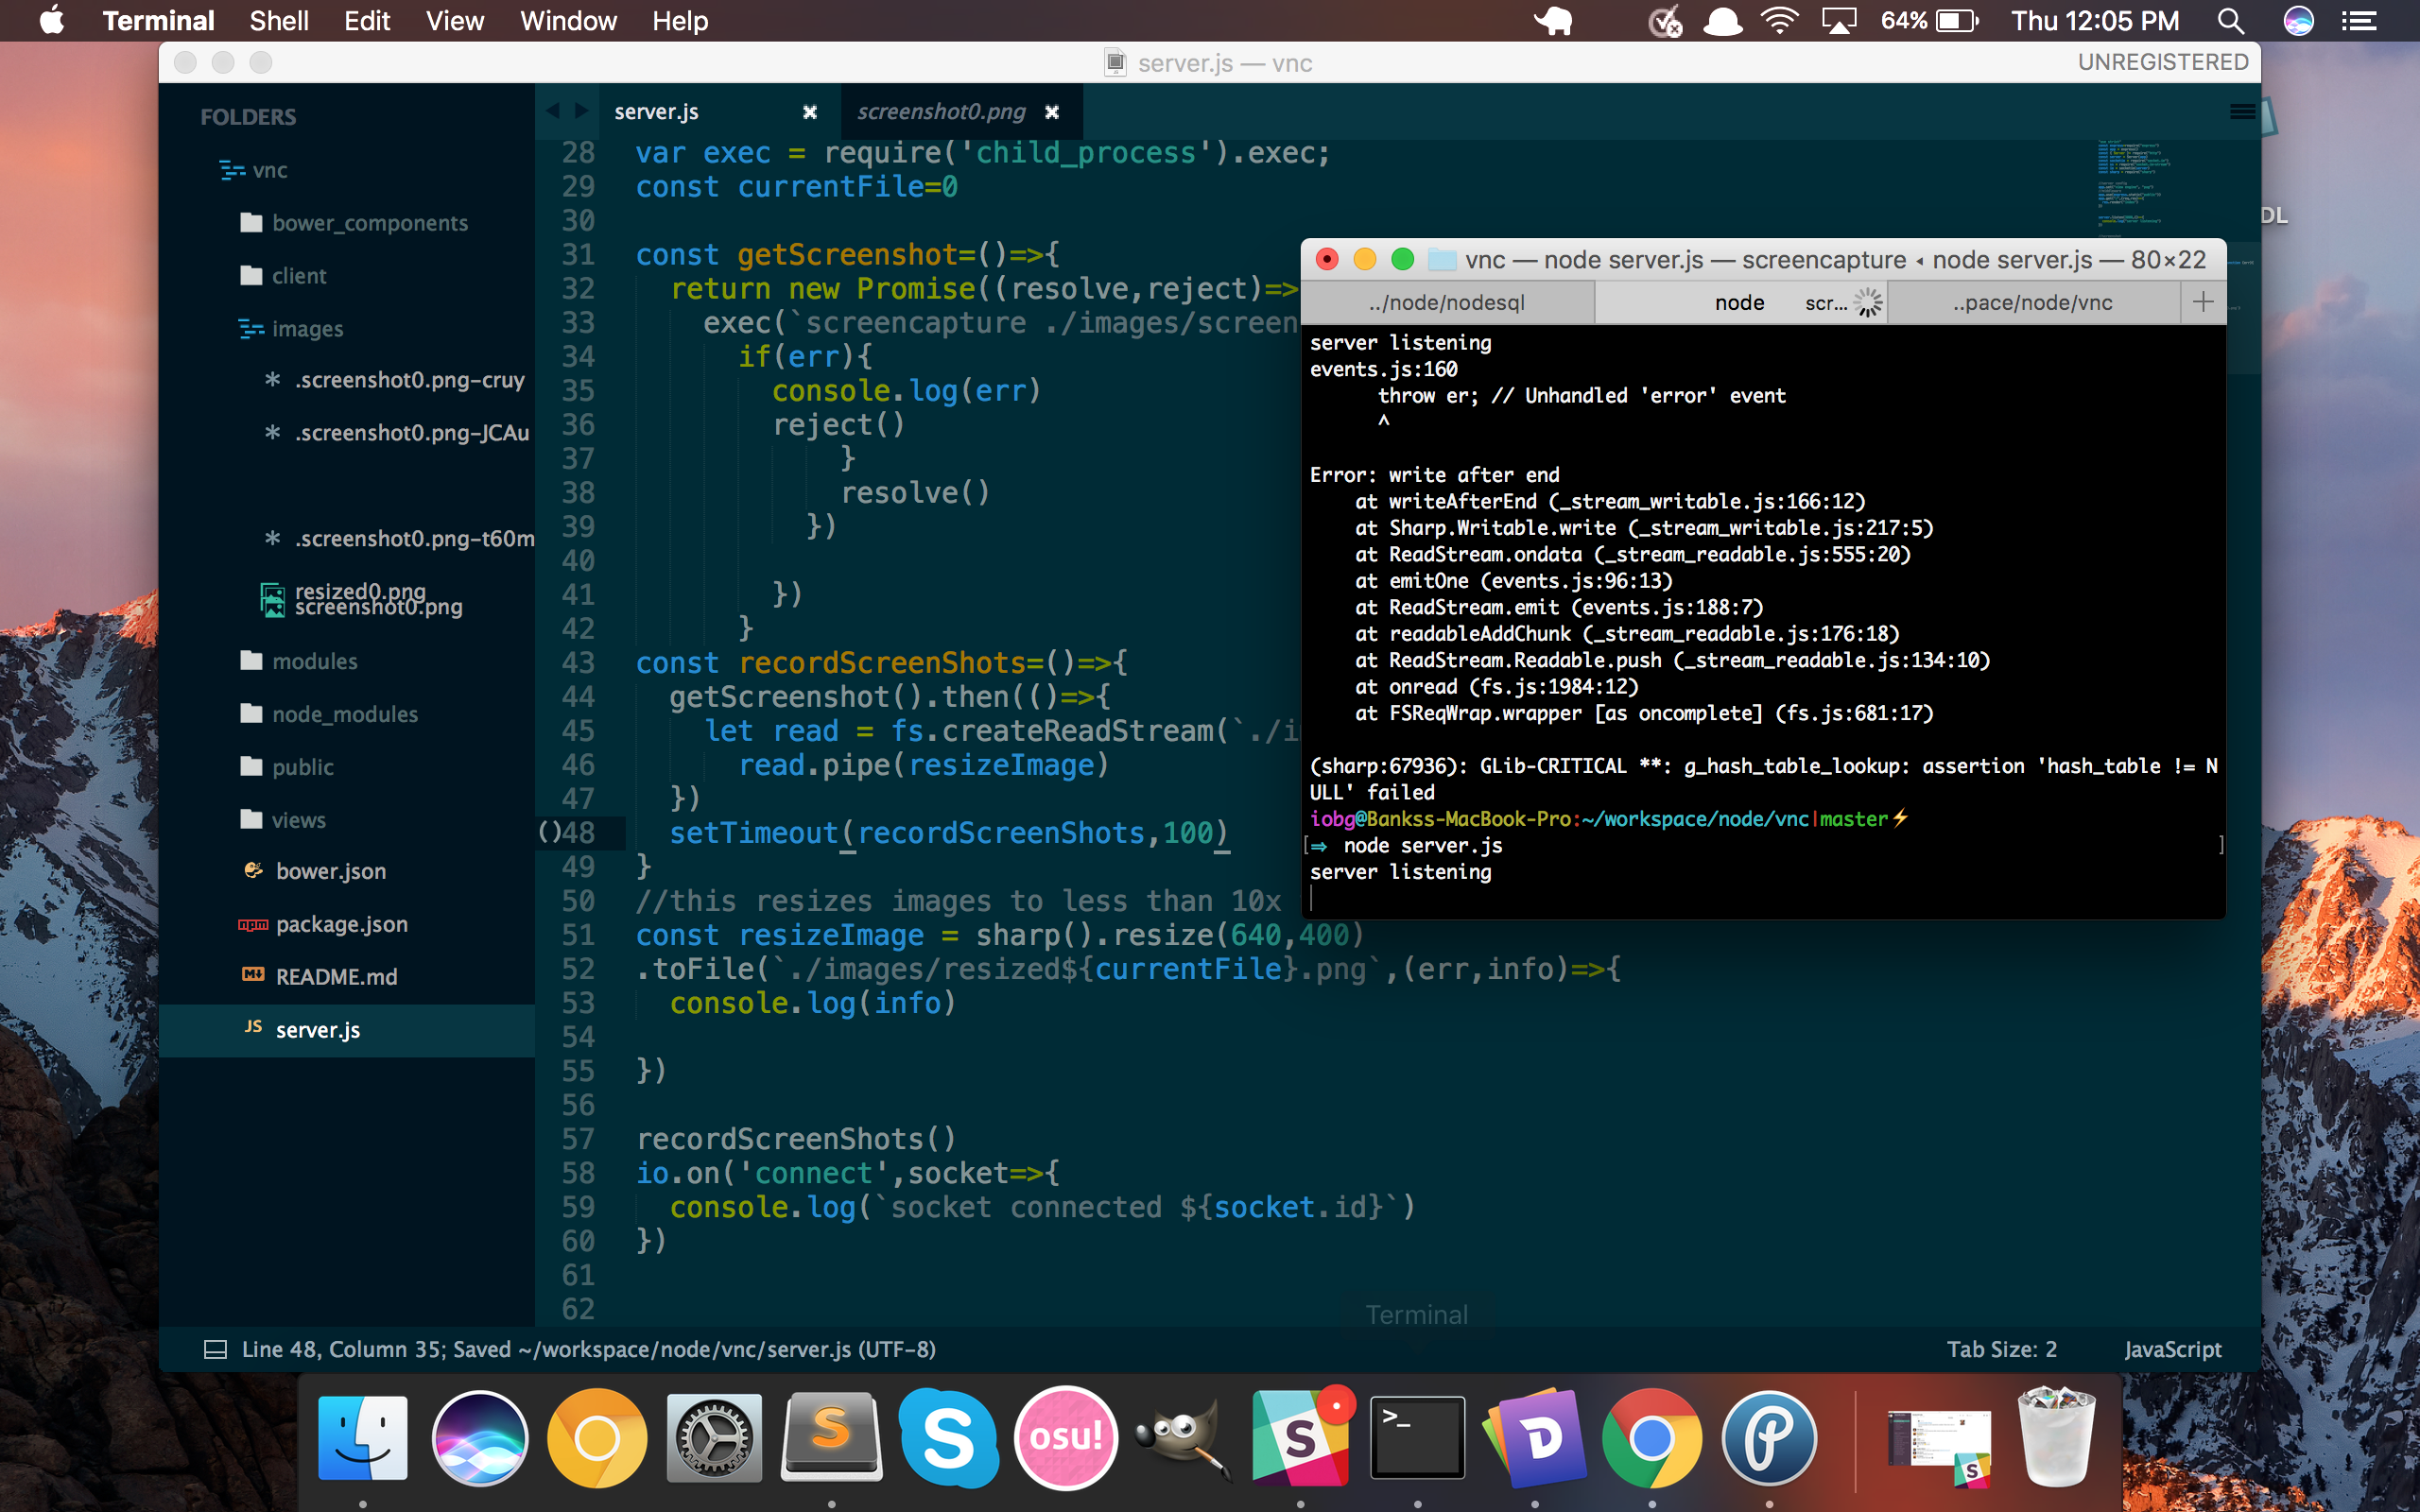 Terminal Shell Edit View Window Help 64% Thu 12:05 PM
server.js — vnc
UNREGISTERED
FOLDERS
vnc
bower_components
client
images
.screenshot0.png-cruy
.screenshot0.png-JCAu
.screenshot0.png-t60m
resized0.png
screenshot0.png
modules
node_modules
public
views
bower.json
package.json
README.md
JS server.js
server.js
screenshot0.png
28 var exec = require('child_process').exec;
29 const currentFile=0
30
31 const getScreenshot=()=>{
32 return new Promise((resolve,reject)=>
33 exec(`screencapture ./images/screen
34 if(err){
35 console.log(err)
36 reject()
37 }
38 resolve()
39 })
40
41 })
42 }
43 const recordScreenShots=()=>{
44 getScreenshot().then(()=>{
45 let read = fs.createReadStream(`./i
46 read.pipe(resizeImage)
47 })
()48 setTimeout(recordScreenShots,100)
49 }
50 //this resizes images to less than 10x
51 const resizeImage = sharp().resize(640,400)
52 .toFile(`./images/resized${currentFile}.png`,(err,info)=>{
53 console.log(info)
54
55 })
56
57 recordScreenShots()
58 io.on('connect',socket=>{
59 console.log(`socket connected ${socket.id}`)
60 })
61
62
DL
vnc — node server.js — screencapture ◂ node server.js — 80×22
../node/nodesql
node scr...
..pace/node/vnc
server listening
events.js:160
throw er; // Unhandled 'error' event
^
Error: write after end
at writeAfterEnd (_stream_writable.js:166:12)
at Sharp.Writable.write (_stream_writable.js:217:5)
at ReadStream.ondata (_stream_readable.js:555:20)
at emitOne (events.js:96:13)
at ReadStream.emit (events.js:188:7)
at readableAddChunk (_stream_readable.js:176:18)
at ReadStream.Readable.push (_stream_readable.js:134:10)
at onread (fs.js:1984:12)
at FSReqWrap.wrapper [as oncomplete] (fs.js:681:17)
(sharp:67936): GLib-CRITICAL **: g_hash_table_lookup: assertion 'hash_table != N
ULL' failed
iobg@Bankss-MacBook-Pro:~/workspace/node/vnc|master⚡
[⇒ node server.js ]
server listening
Terminal
Line 48, Column 35; Saved ~/workspace/node/vnc/server.js (UTF-8)
Tab Size: 2
JavaScript
osu!